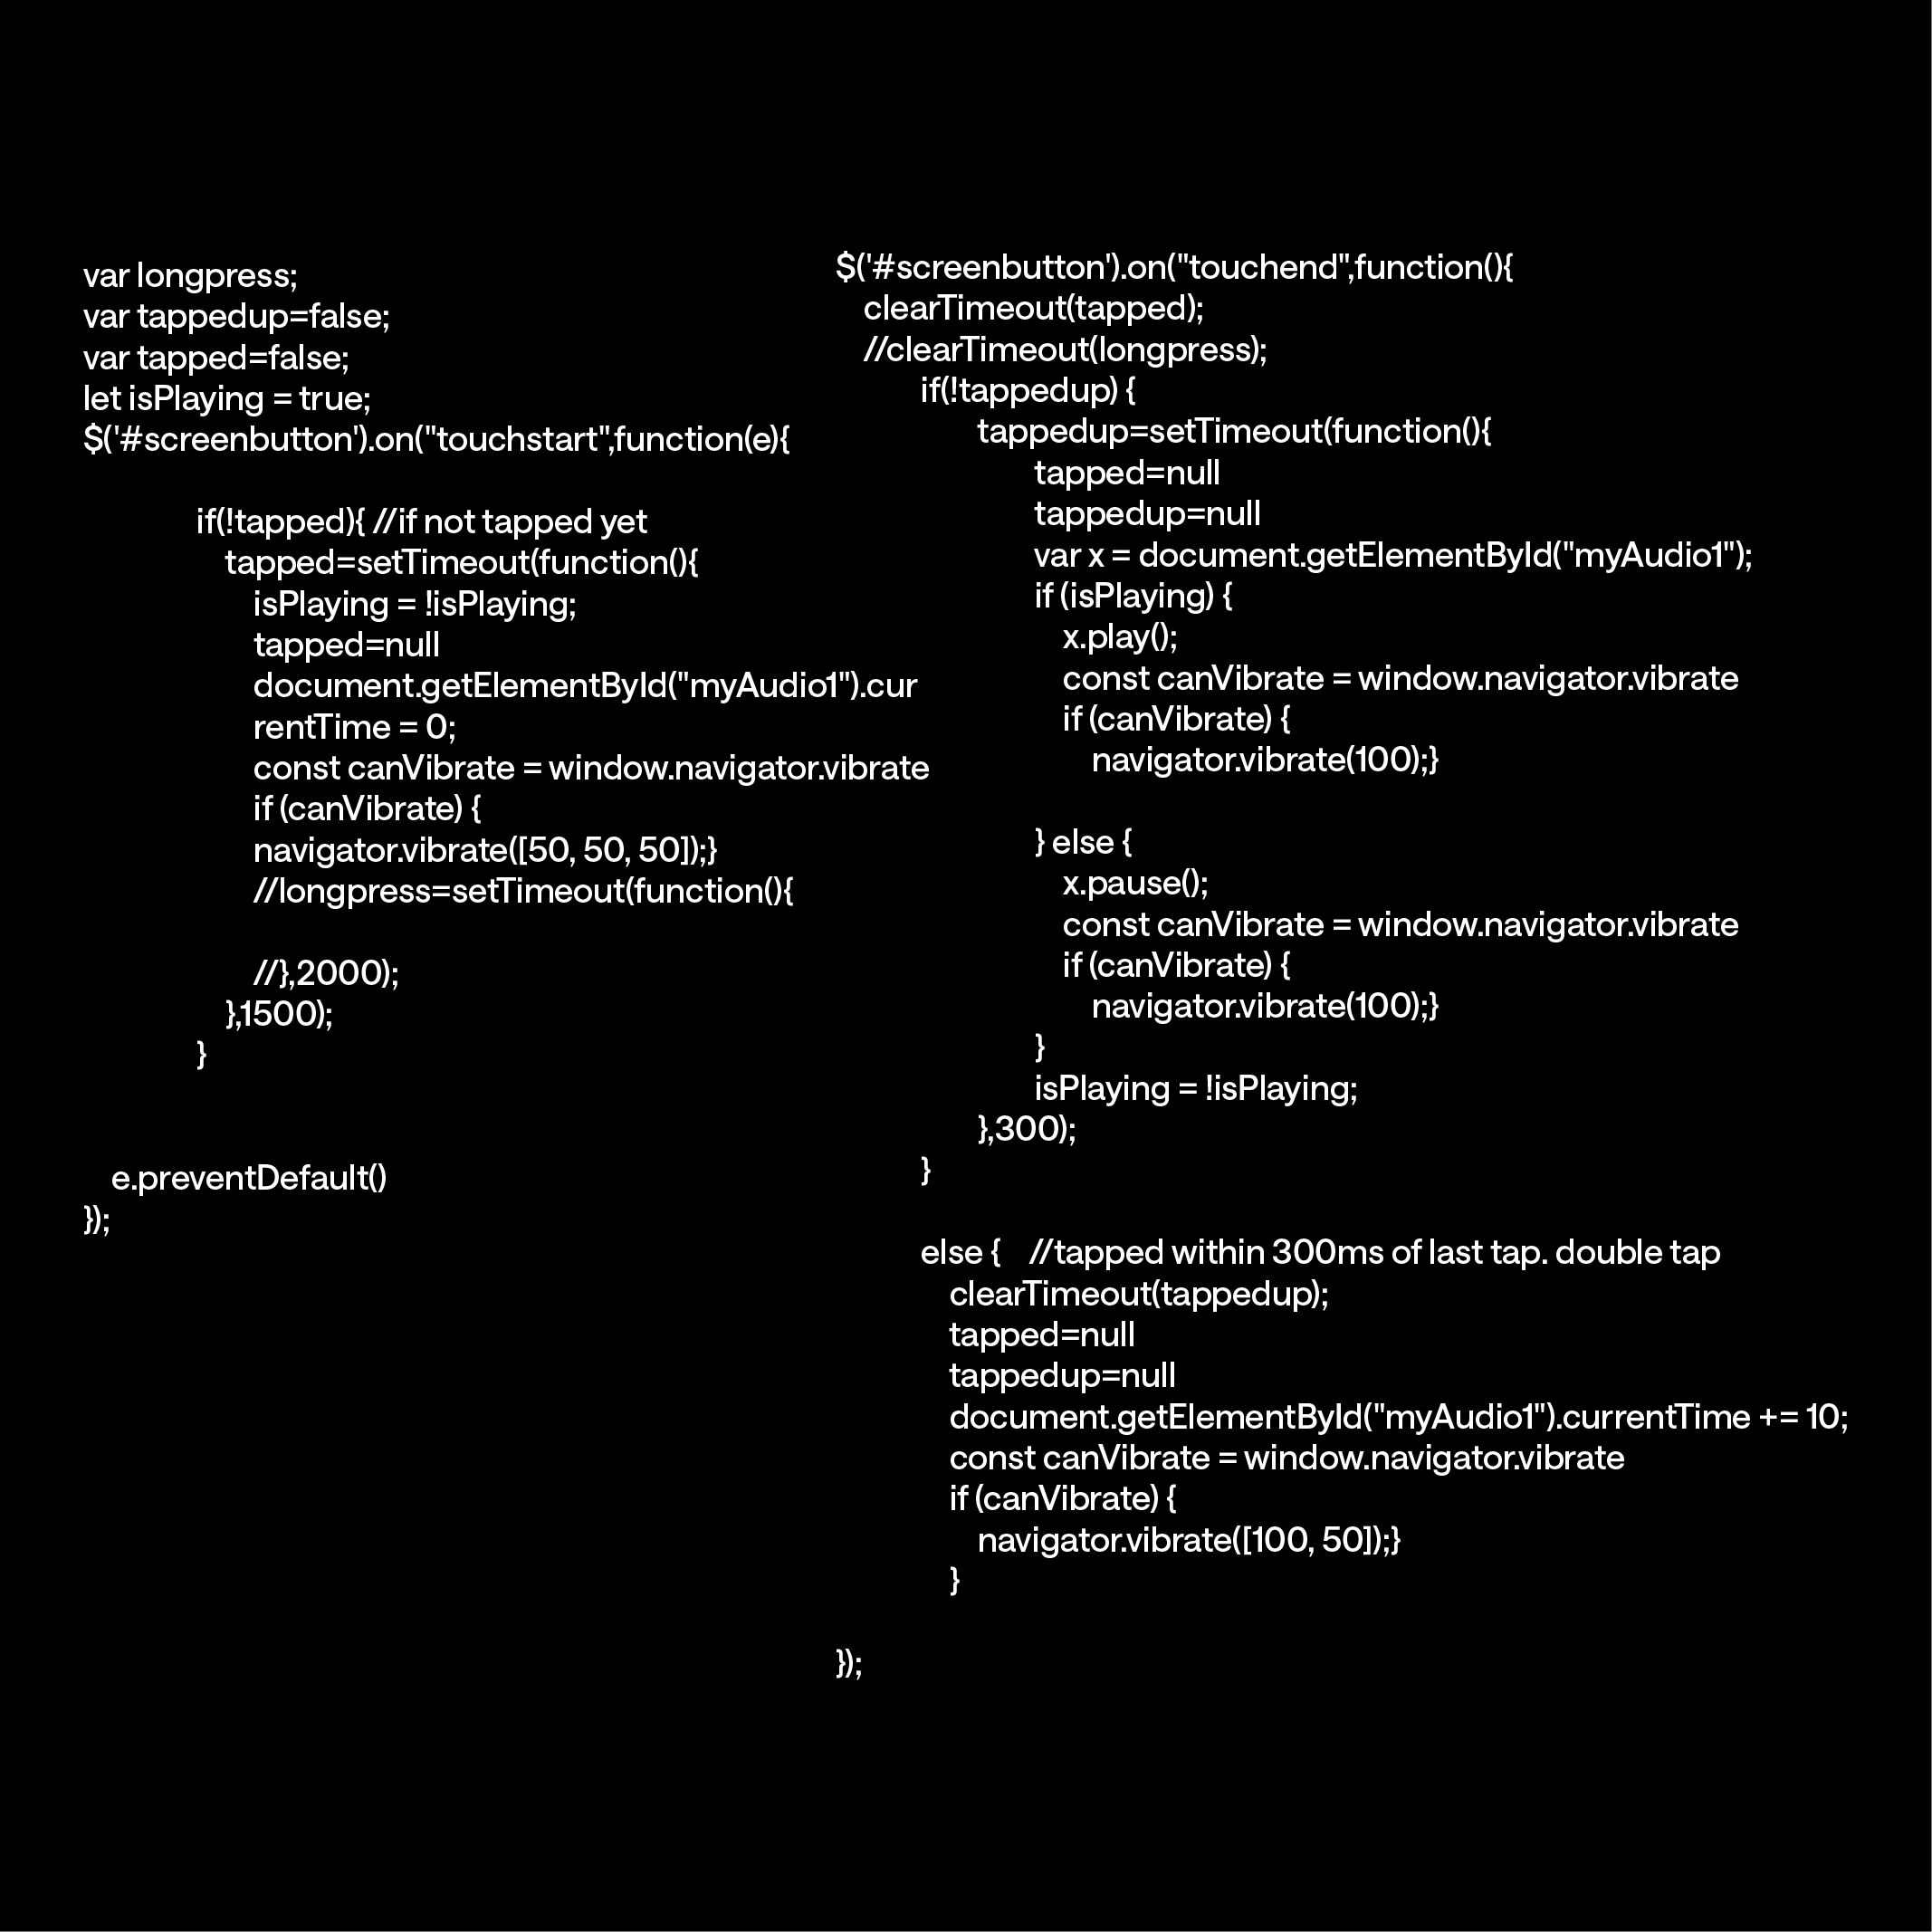 var longpress;
var tappedup=false;
var tapped=false;
let isPlaying = true;
$('#screenbutton').on("touchstart",function(e){
if(!tapped){ //if not tapped yet
tapped=setTimeout(function(){
isPlaying = !isPlaying;
tapped=null
document.getElementById("myAudio1").cur
rentTime = 0;
const canVibrate = window.navigator.vibrate
if (canVibrate) {
navigator.vibrate([50, 50, 50]);}
//longpress=setTimeout(function(){
//},2000);
},1500);
}
e.preventDefault()
});
$('#screenbutton').on("touchend",function(){
clearTimeout(tapped);
//clearTimeout(longpress);
if(!tappedup) {
tappedup=setTimeout(function(){
tapped=null
tappedup=null
var x = document.getElementById("myAudio1");
if (isPlaying) {
x.play();
const canVibrate = window.navigator.vibrate
if (canVibrate) {
navigator.vibrate(100);}
} else {
x.pause();
const canVibrate = window.navigator.vibrate
if (canVibrate) {
navigator.vibrate(100);}
}
isPlaying = !isPlaying;
},300);
}
else {    //tapped within 300ms of last tap. double tap
clearTimeout(tappedup);
tapped=null
tappedup=null
document.getElementById("myAudio1").currentTime += 10;
const canVibrate = window.navigator.vibrate
if (canVibrate) {
navigator.vibrate([100, 50]);}
}
});